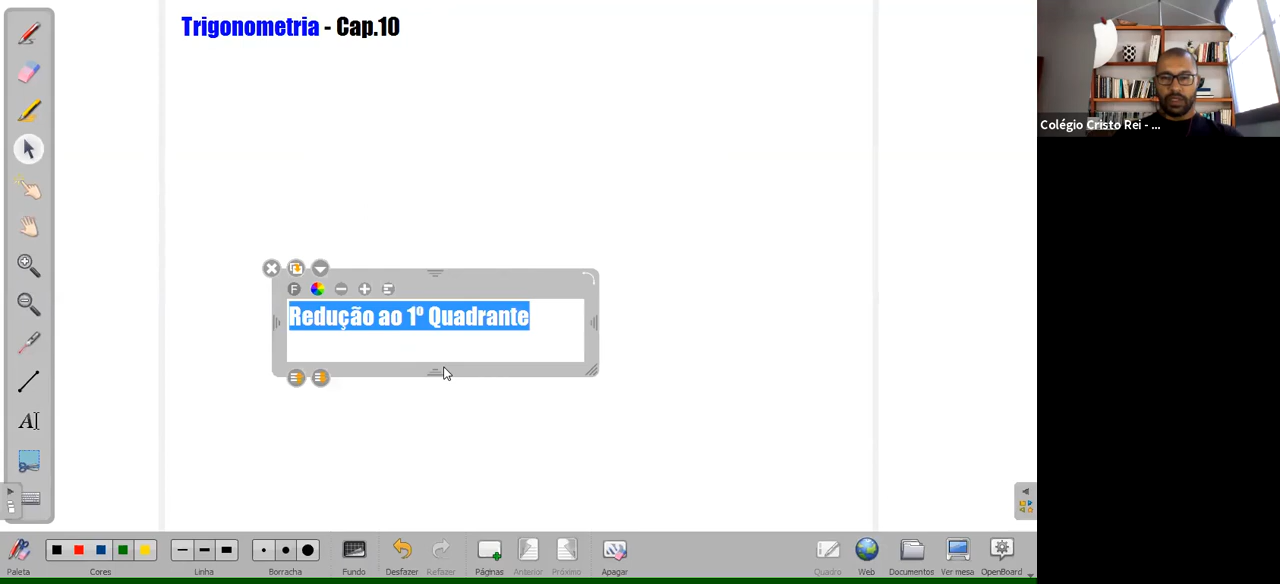 Trigonometria - Cap.10
Colégio Cristo Rei - ...
F
Redução ao 1º Quadrante
A
Paleta
Cores
Linha
Borracha
Fundo
Desfazer
Refazer
Páginas
Anterior
Próximo
Apagar
Quadro
Web
Documentos
Ver mesa
OpenBoard